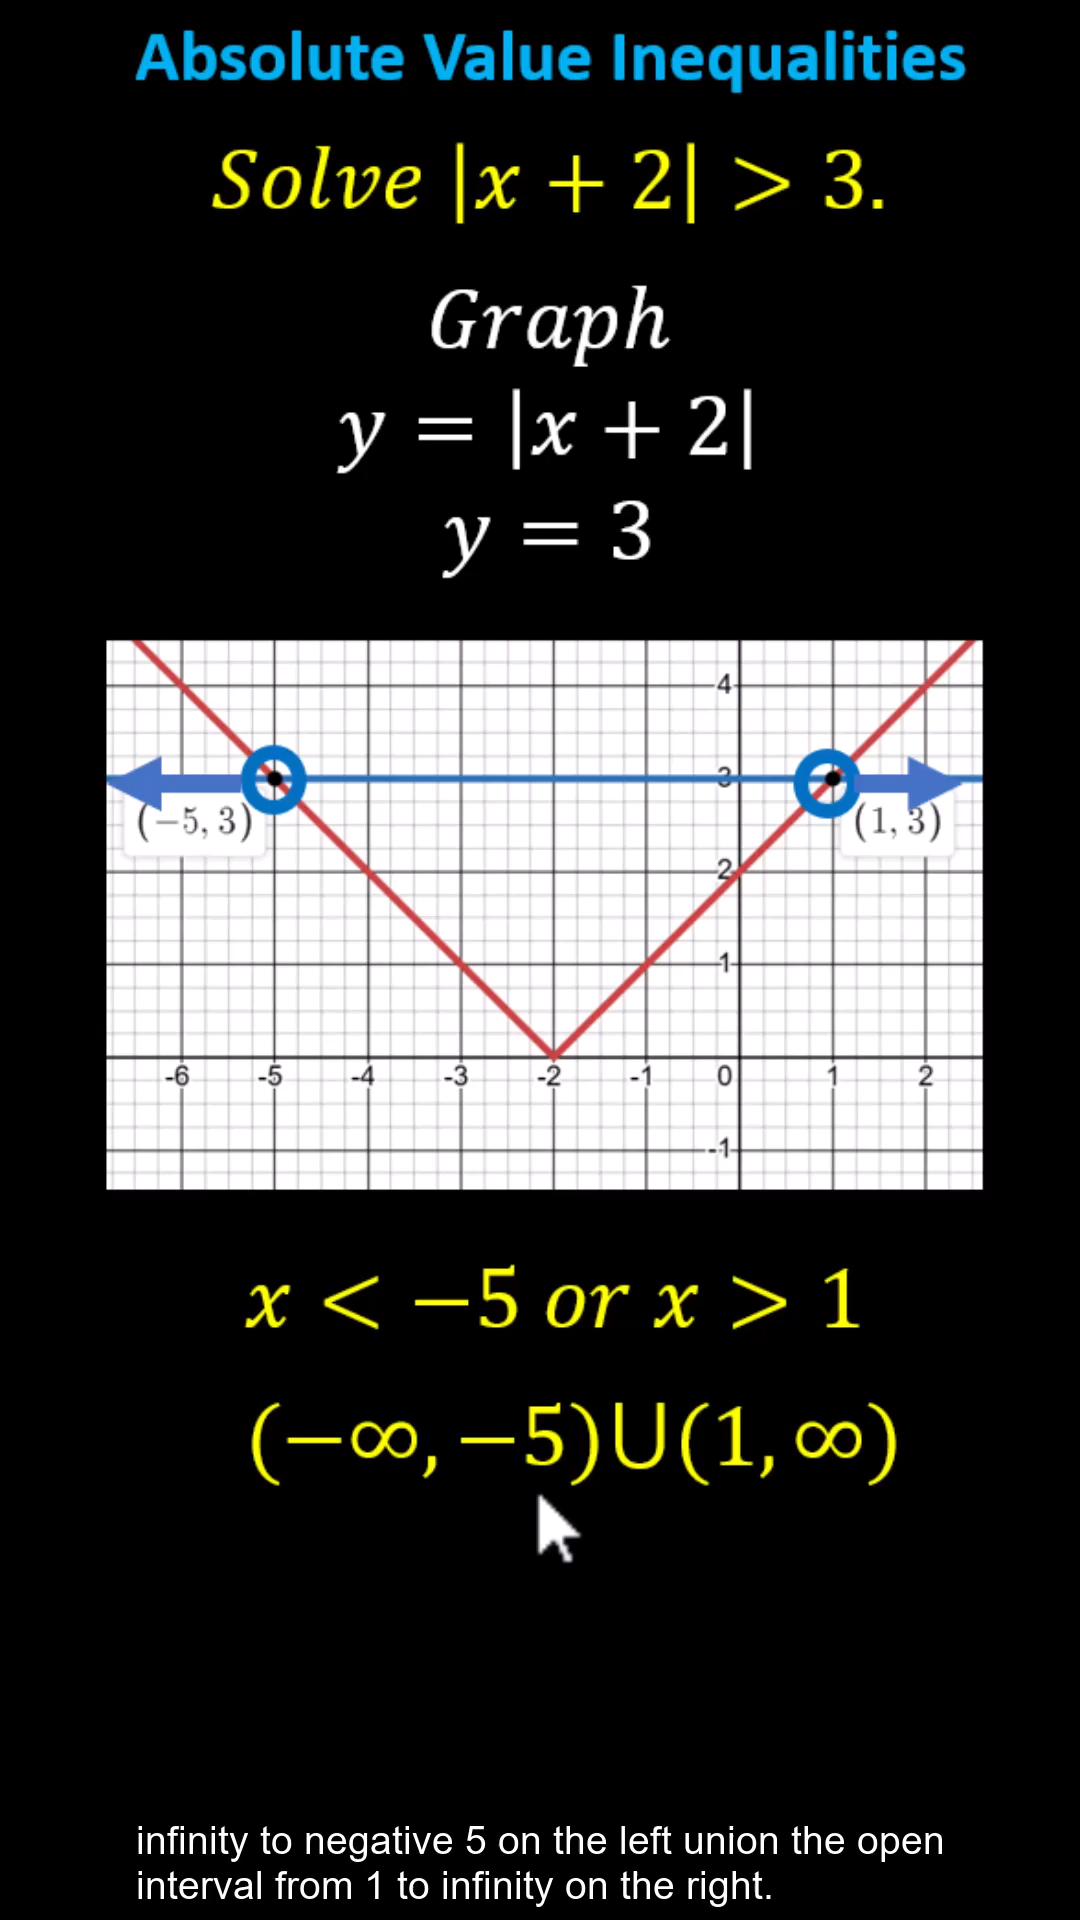 Absolute Value Inequalities
Solve |x + 2| > 3.
Graph
y = |x + 2|
y = 3
4
3
(−5, 3)
(1, 3)
2
1
-6 -5 -4 -3 -2 -1 0 1 2
-1
x < −5 or x > 1
(−∞, −5)∪(1, ∞)
infinity to negative 5 on the left union the open
interval from 1 to infinity on the right.